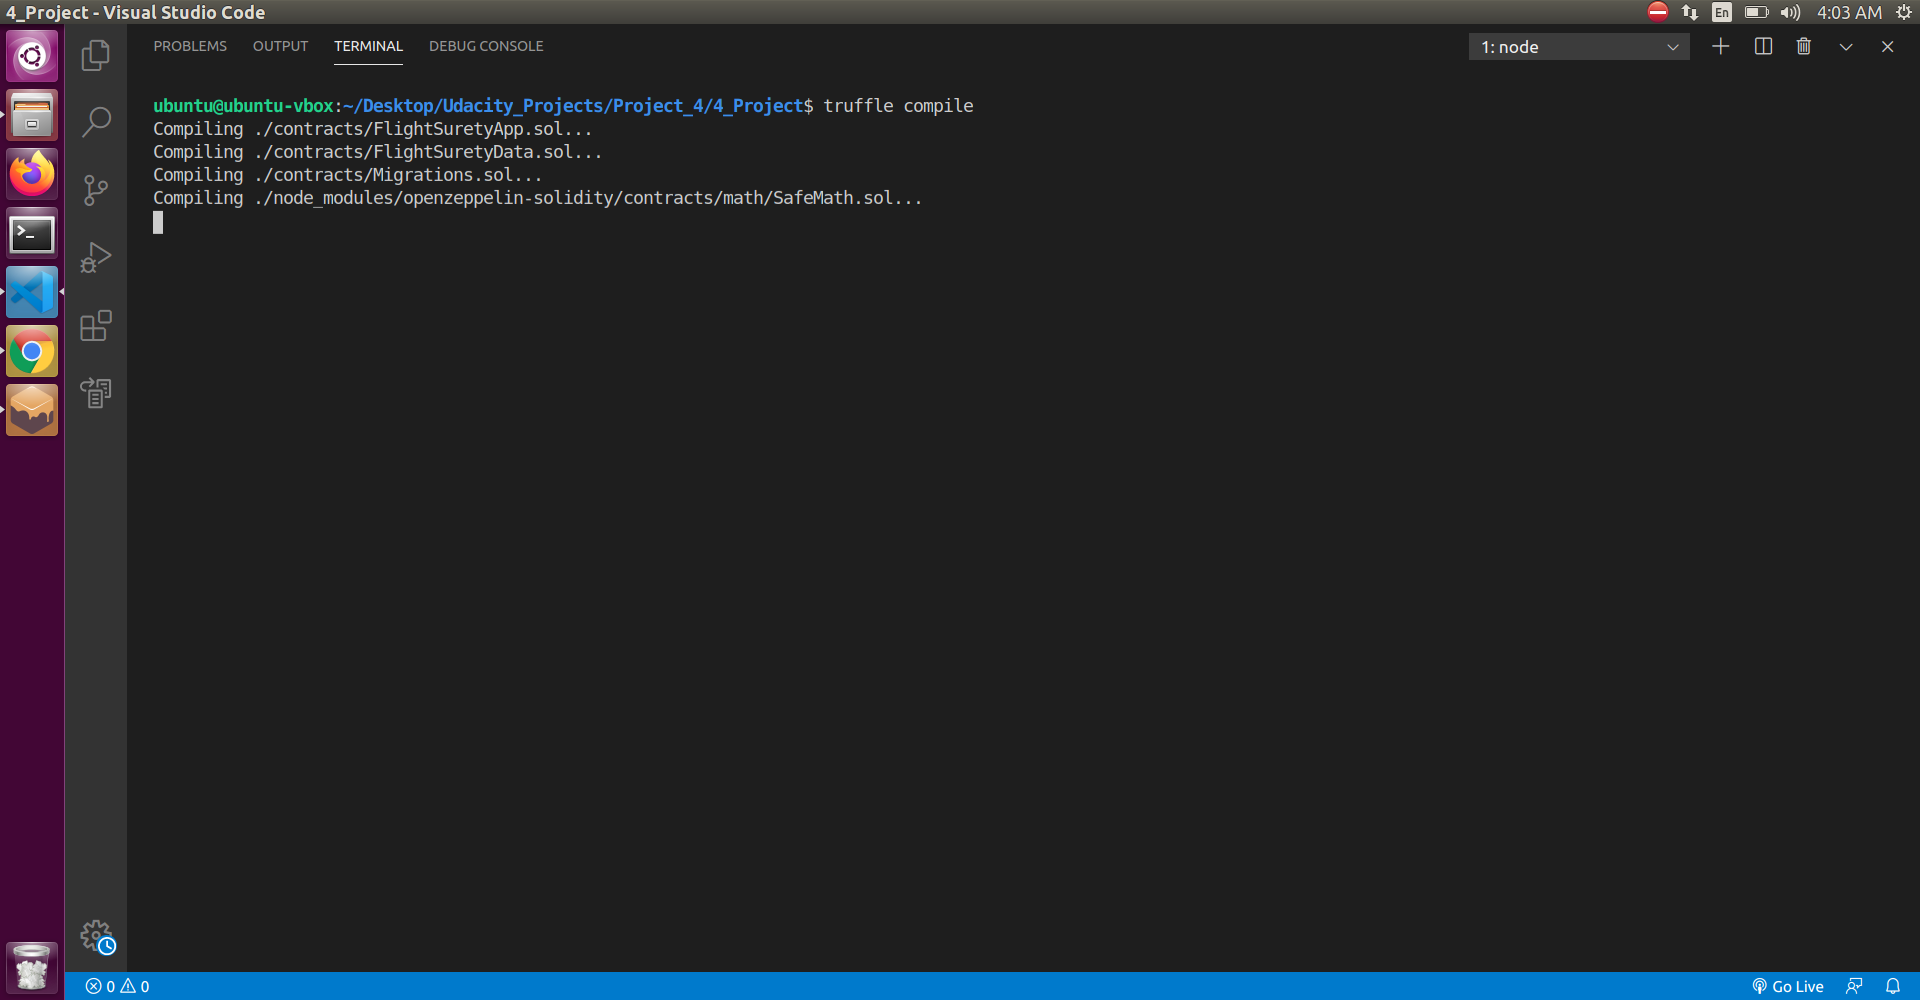 4_Project - Visual Studio Code
En
4:03 AM
PROBLEMS OUTPUT TERMINAL DEBUG CONSOLE
1: node
ubuntu@ubuntu-vbox:~/Desktop/Udacity_Projects/Project_4/4_Project$ truffle compile
Compiling ./contracts/FlightSuretyApp.sol...
Compiling ./contracts/FlightSuretyData.sol...
Compiling ./contracts/Migrations.sol...
Compiling ./node_modules/openzeppelin-solidity/contracts/math/SafeMath.sol...
0 0
Go Live